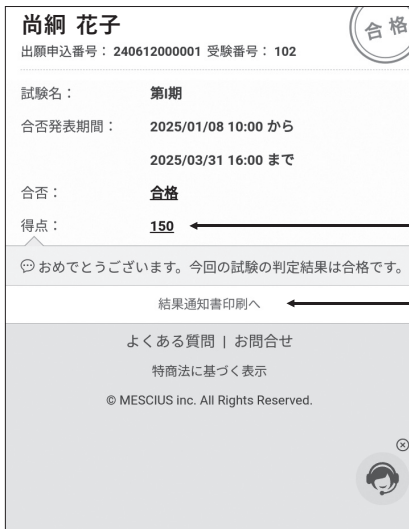 尚絅 花子
合格
出願申込番号： 240612000001 受験番号： 102
試験名： 第I期
合否発表期間： 2025/01/08 10:00 から
2025/03/31 16:00 まで
合否： 合格
得点： 150
おめでとうございます。今回の試験の判定結果は合格です。
結果通知書印刷へ
よくある質問 | お問合せ
特商法に基づく表示
© MESCIUS inc. All Rights Reserved.